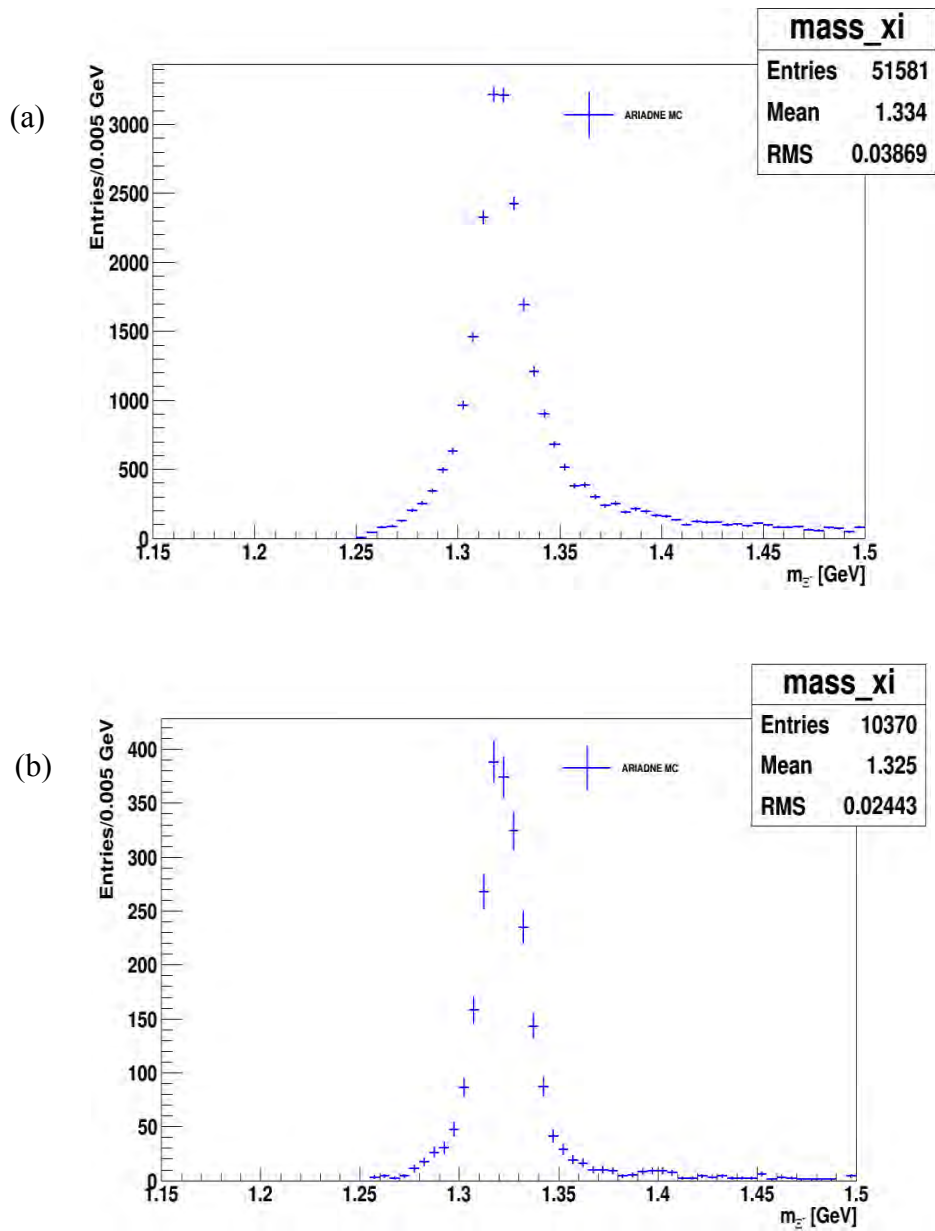 (a)
mass_xi
Entries 51581
Mean 1.334
RMS 0.03869
ARIADNE MC
Entries/0.005 GeV
3000
2500
2000
1500
1000
500
0
1.15 1.2 1.25 1.3 1.35 1.4 1.45 1.5
m_Ξ⁻ [GeV]
(b)
mass_xi
Entries 10370
Mean 1.325
RMS 0.02443
ARIADNE MC
Entries/0.005 GeV
400
350
300
250
200
150
100
50
0
1.15 1.2 1.25 1.3 1.35 1.4 1.45 1.5
m_Ξ⁻ [GeV]